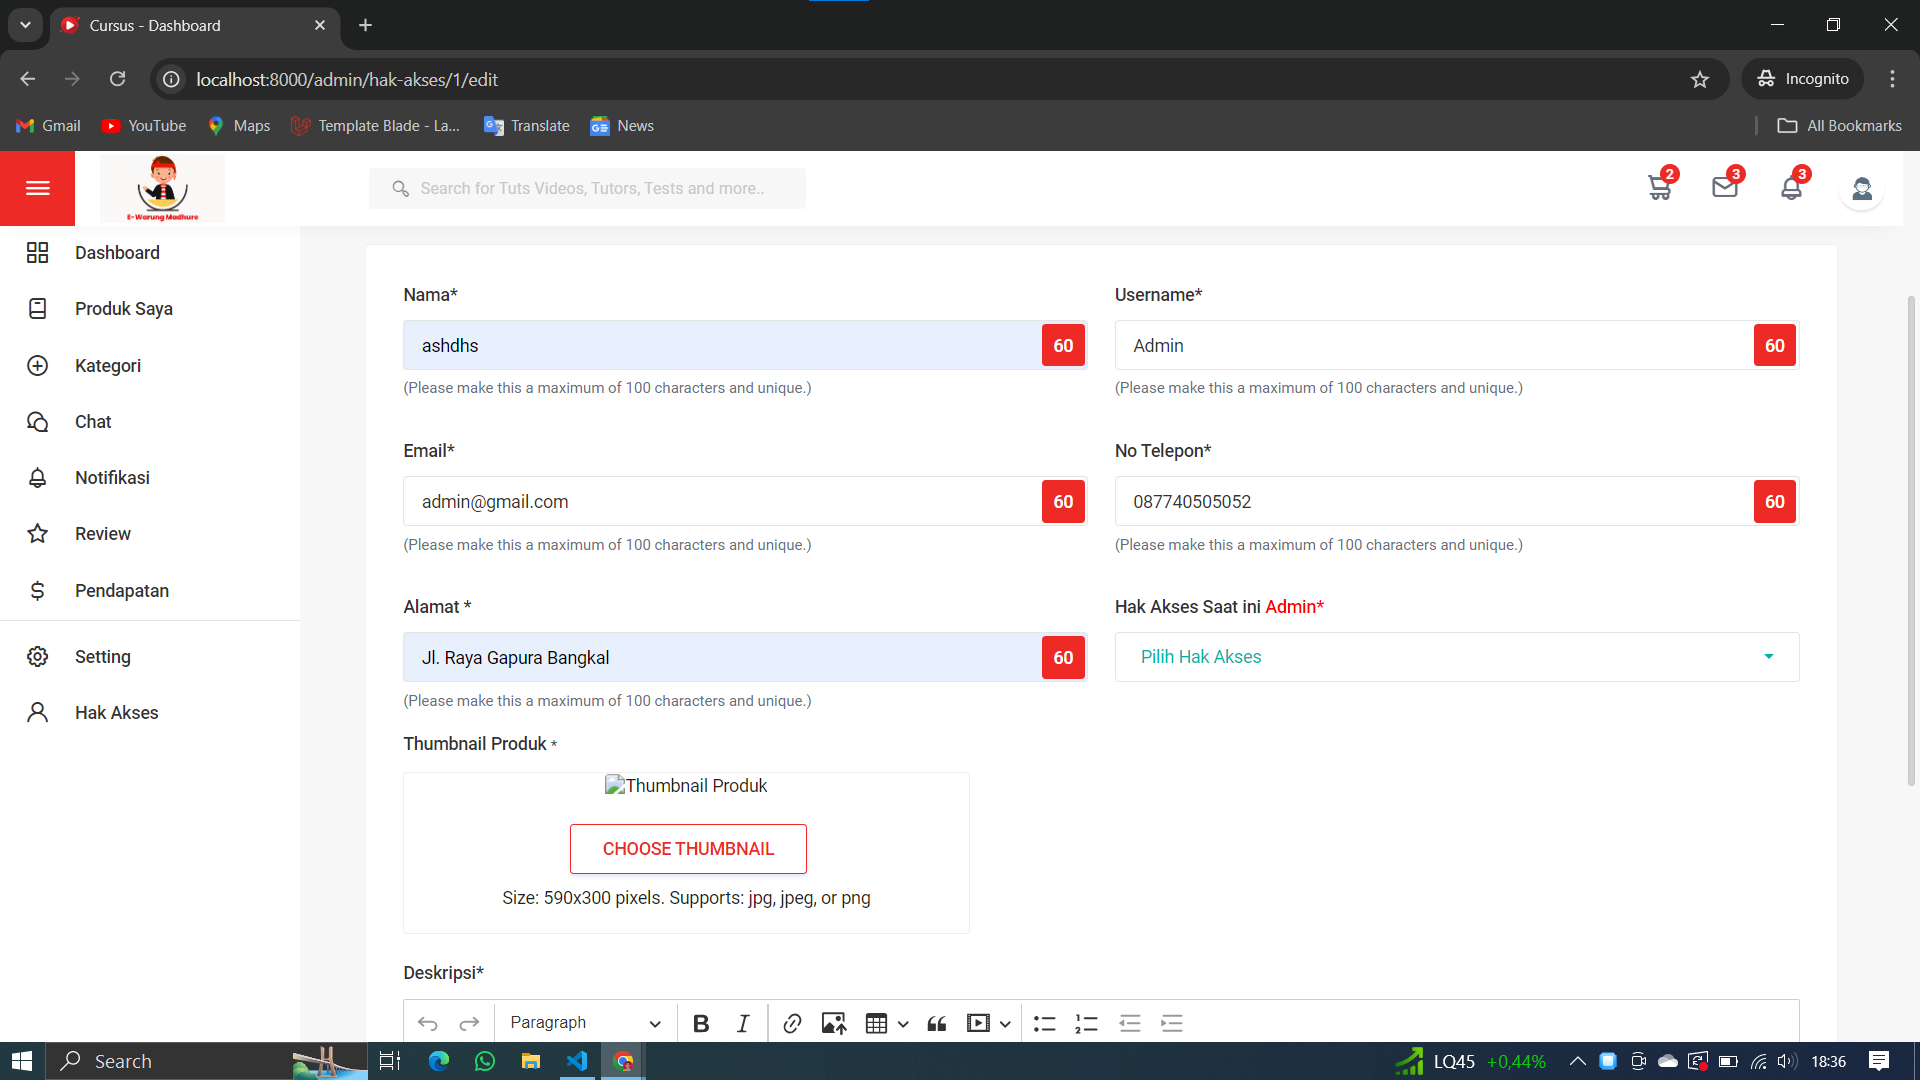 Cursus - Dashboard
localhost:8000/admin/hak-akses/1/edit
Incognito
Gmail
YouTube
Maps
Template Blade - La...
Translate
News
All Bookmarks
E-Warung Madhure
Search for Tuts Videos, Tutors, Tests and more..
2
3
3
Dashboard
Produk Saya
Kategori
Chat
Notifikasi
Review
Pendapatan
Setting
Hak Akses
Nama*
ashdhs
60
(Please make this a maximum of 100 characters and unique.)
Username*
Admin
60
(Please make this a maximum of 100 characters and unique.)
Email*
admin@gmail.com
60
(Please make this a maximum of 100 characters and unique.)
No Telepon*
087740505052
60
(Please make this a maximum of 100 characters and unique.)
Alamat *
Jl. Raya Gapura Bangkal
60
(Please make this a maximum of 100 characters and unique.)
Hak Akses Saat ini Admin*
Pilih Hak Akses
Thumbnail Produk *
Thumbnail Produk
CHOOSE THUMBNAIL
Size: 590x300 pixels. Supports: jpg, jpeg, or png
Deskripsi*
Paragraph
B I
Search
LQ45 +0,44%
18:36